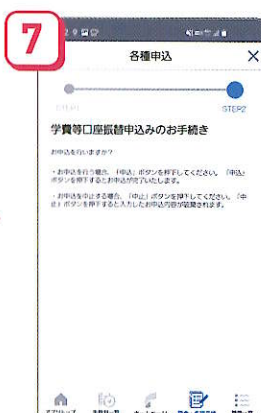 7
各種申込
×
STEP1
STEP2
学費等口座振替申込みのお手続き
お申込を行いますか？
・お申込を行う場合、「申込」ボタンを押下してください。「申込」
ボタンを押下するとお申込が完了いたします。
・お申込を中止する場合、「中止」ボタンを押下してください。「中
止」ボタンを押下すると入力したお申込内容が破棄されます。